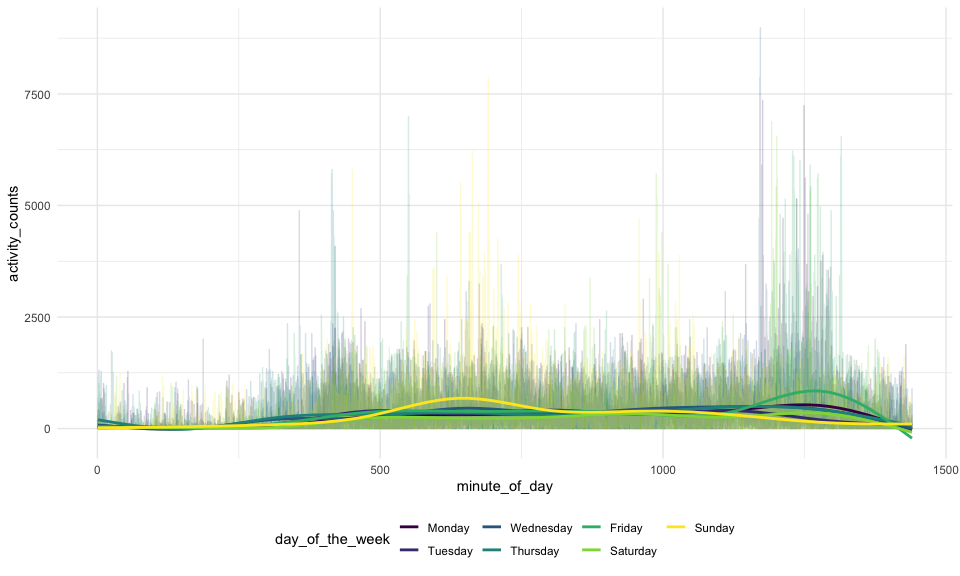 7500
5000
2500
0
activity_counts
0 500 1000 1500
minute_of_day
day_of_the_week
Monday Wednesday Friday Sunday
Tuesday Thursday Saturday